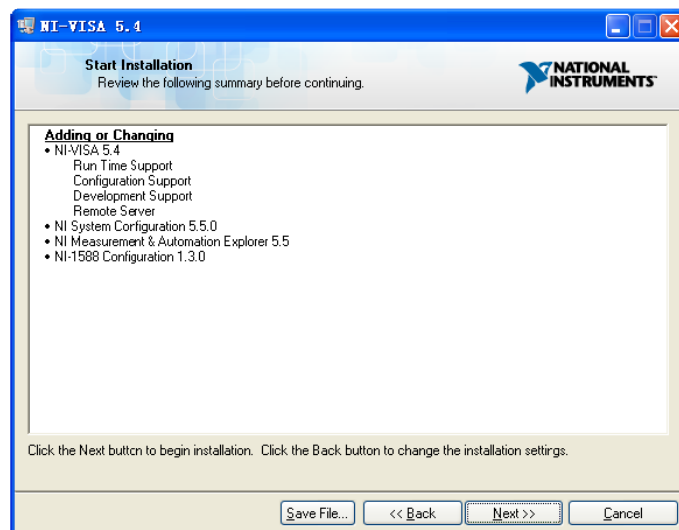 NI-VISA 5.4
Start Installation
Review the following summary before continuing.
NATIONAL
INSTRUMENTS
Adding or Changing
• NI-VISA 5.4
Run Time Support
Configuration Support
Development Support
Remote Server
• NI System Configuration 5.5.0
• NI Measurement & Automation Explorer 5.5
• NI-1588 Configuration 1.3.0
Click the Next button to begin installation. Click the Back button to change the installation settings.
Save File... << Back Next >> Cancel